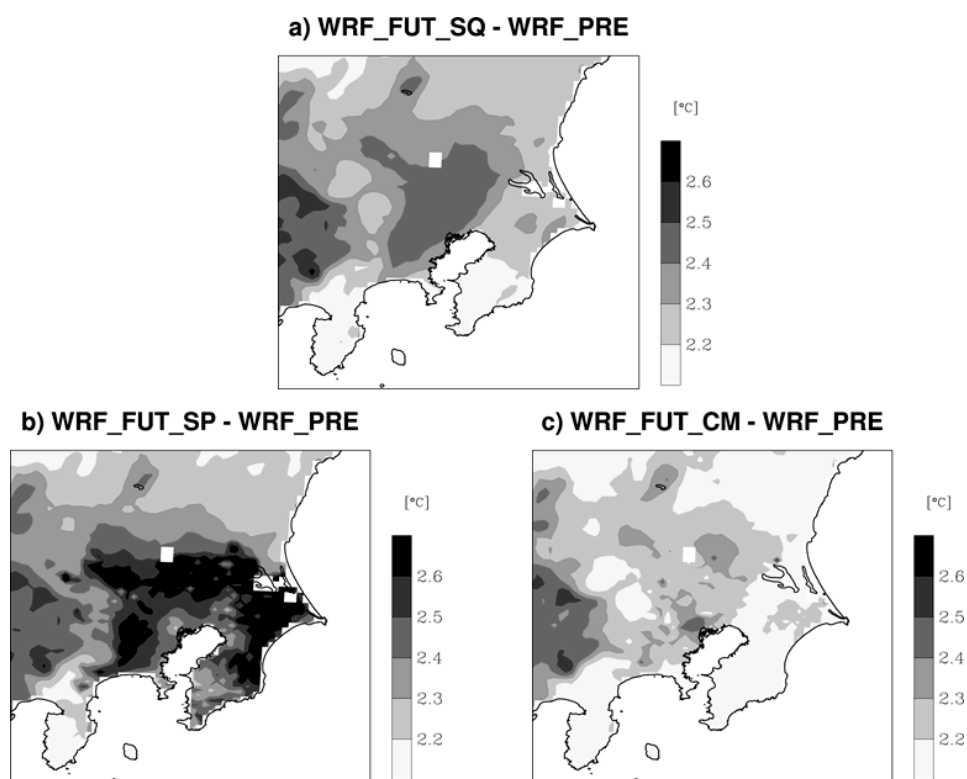 a) WRF_FUT_SQ - WRF_PRE
[°C]
2.6
2.5
2.4
2.3
2.2
b) WRF_FUT_SP - WRF_PRE
[°C]
2.6
2.5
2.4
2.3
2.2
c) WRF_FUT_CM - WRF_PRE
[°C]
2.6
2.5
2.4
2.3
2.2